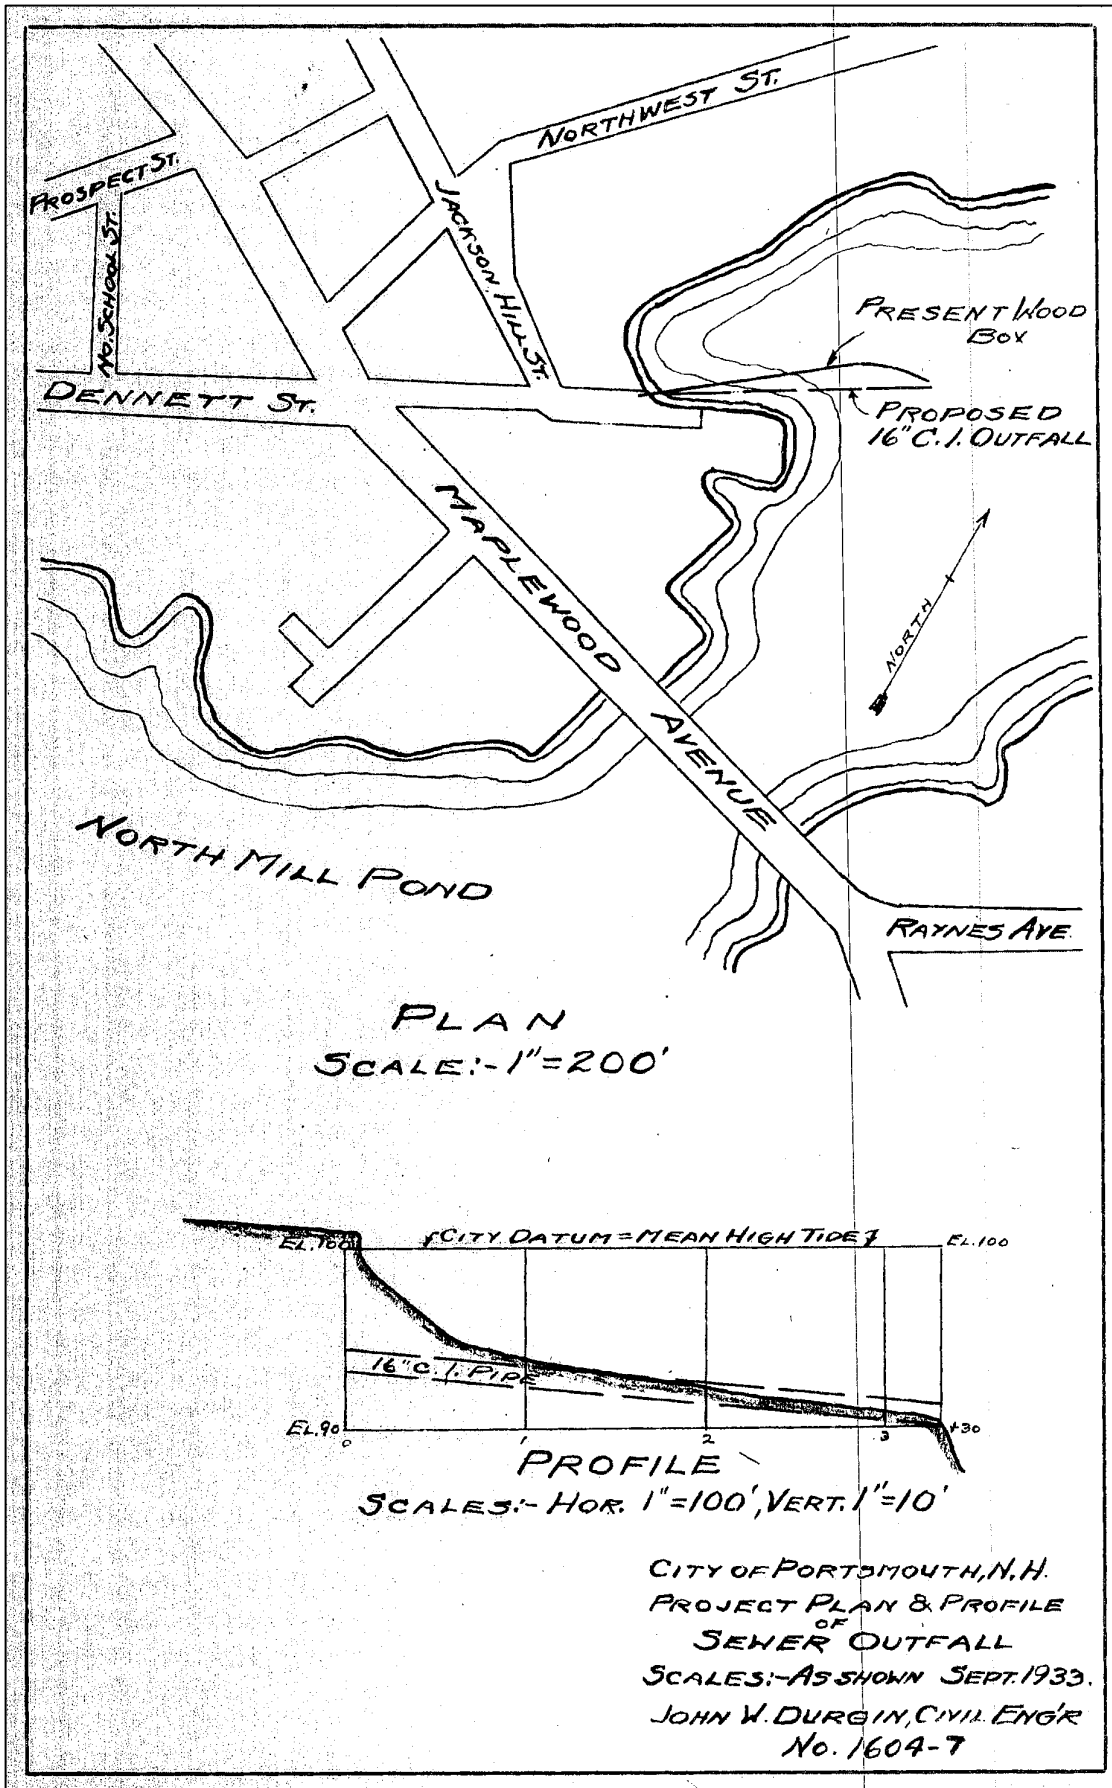 NORTHWEST ST.
PROSPECT ST.
JACKSON HILL ST.
NO. SCHOOL ST.
PRESENT WOOD
BOX
DENNETT ST.
PROPOSED
16" C.I. OUTFALL
MAPLEWOOD AVENUE
NORTH
NORTH MILL POND
RAYNES AVE.
PLAN
SCALE:- 1"=200'
EL.100
{CITY DATUM = MEAN HIGH TIDE}
EL.100
16" C.I. PIPE
EL.90
0
1
2
3
+30
PROFILE
SCALES:- HOR. 1"=100', VERT. 1"=10'
CITY OF PORTSMOUTH, N.H.
PROJECT PLAN & PROFILE
OF
SEWER OUTFALL
SCALES:- AS SHOWN SEPT. 1933.
JOHN W. DURGIN, CIVIL ENG'R
No. 1604-7